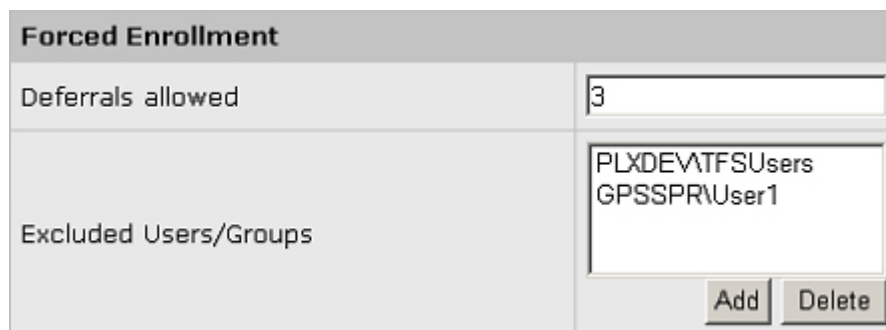 Forced Enrollment
Deferrals allowed
3
PLXDEV\TFSUsers
GPSSPR\User1
Excluded Users/Groups
Add
Delete